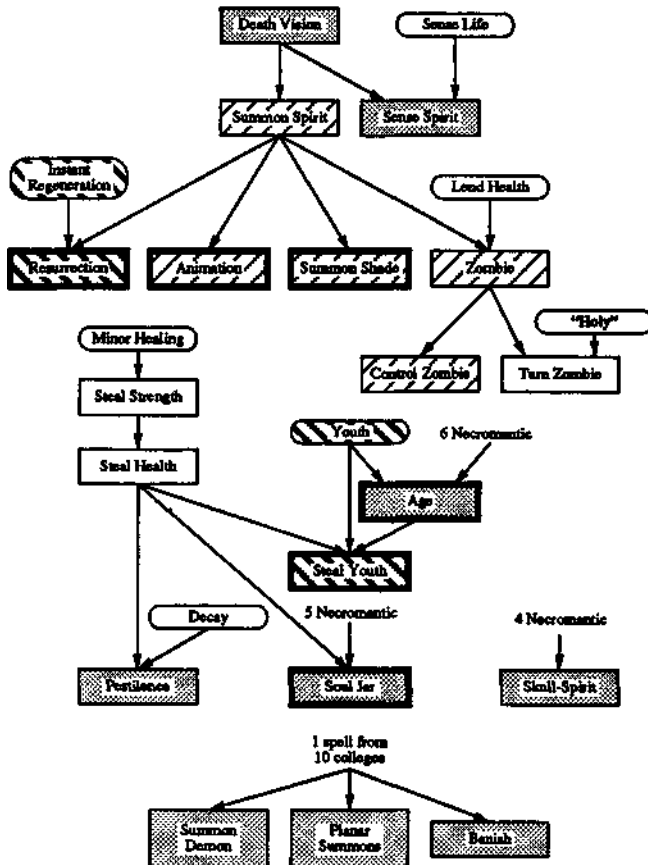 Death Vision
Sense Life
Summon Spirit
Sense Spirit
Instant
Regeneration
Lend Health
Resurrection
Animation
Summon Shade
Zombie
Minor Healing
"Holy"
Control Zombie
Turn Zombie
Steal Strength
Youth
6 Necromantic
Steal Health
Age
Steal Youth
Decay
5 Necromantic
4 Necromantic
Pestilence
Soul Jar
Skull-Spirit
1 spell from
10 colleges
Summon
Demon
Planar
Summons
Banish